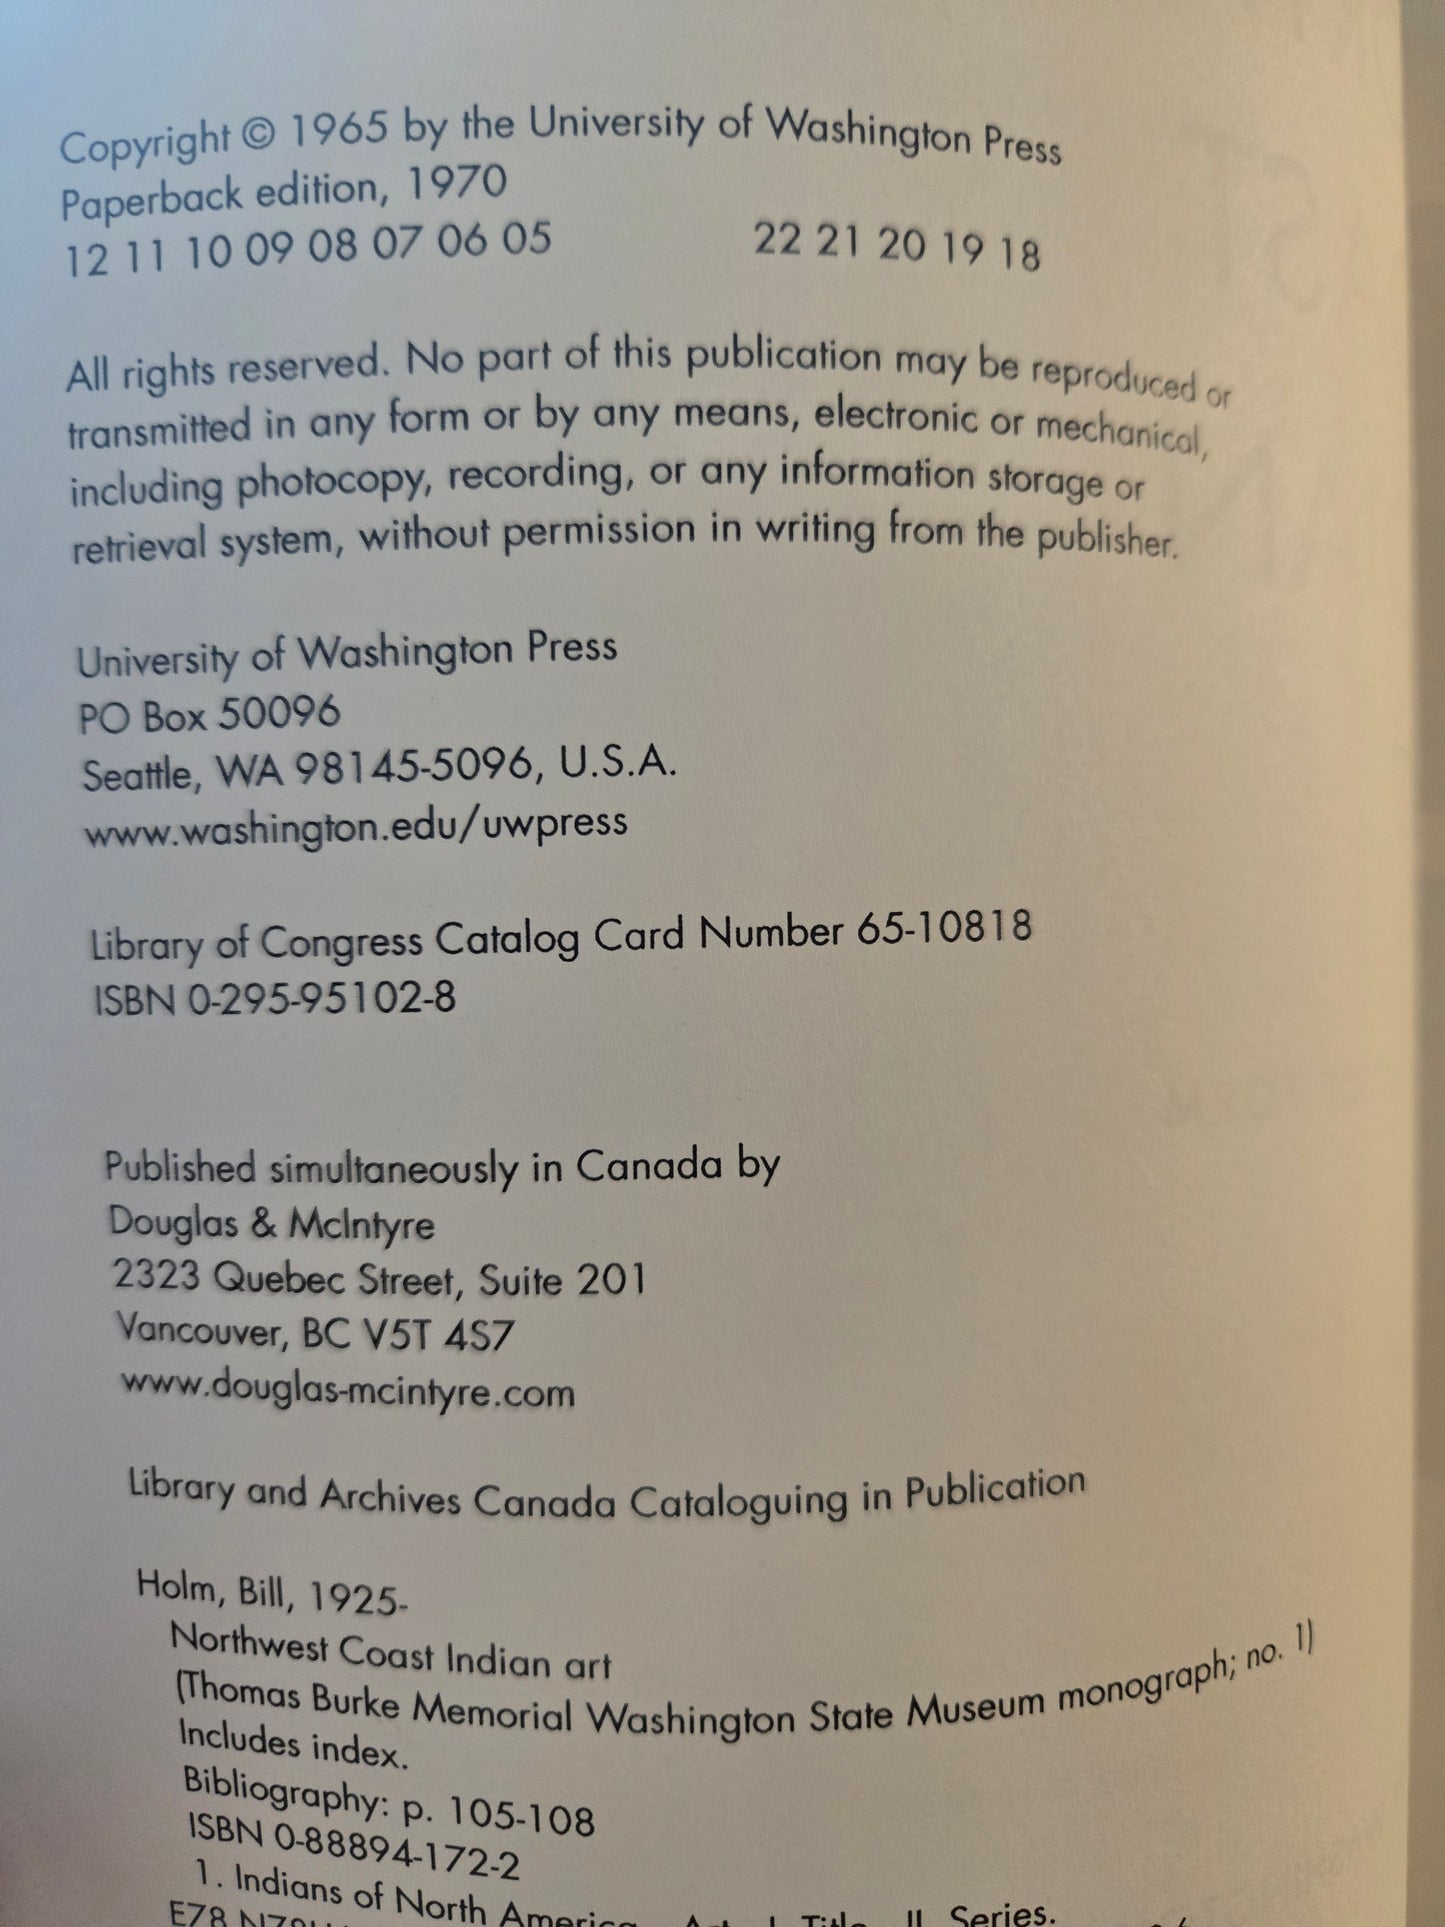 Copyright © 1965 by the University of Washington Press
Paperback edition, 1970
12 11 10 09 08 07 06 05 22 21 20 19 18
All rights reserved. No part of this publication may be reproduced or
transmitted in any form or by any means, electronic or mechanical,
including photocopy, recording, or any information storage or
retrieval system, without permission in writing from the publisher.
University of Washington Press
PO Box 50096
Seattle, WA 98145-5096, U.S.A.
www.washington.edu/uwpress
Library of Congress Catalog Card Number 65-10818
ISBN 0-295-95102-8
Published simultaneously in Canada by
Douglas & McIntyre
2323 Quebec Street, Suite 201
Vancouver, BC V5T 4S7
www.douglas-mcintyre.com
Library and Archives Canada Cataloguing in Publication
Holm, Bill, 1925-
Northwest Coast Indian art
(Thomas Burke Memorial Washington State Museum monograph; no. 1)
Includes index.
Bibliography: p. 105-108
ISBN 0-88894-172-2
1. Indians of North America Art I. Title II. Series.
E78